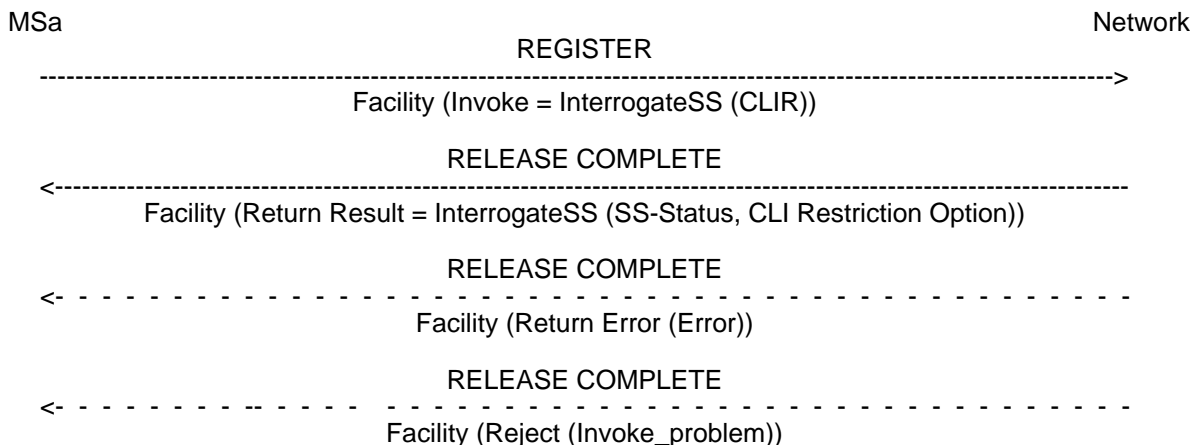 MSa Network
REGISTER
Facility (Invoke = InterrogateSS (CLIR))
RELEASE COMPLETE
Facility (Return Result = InterrogateSS (SS-Status, CLI Restriction Option))
RELEASE COMPLETE
Facility (Return Error (Error))
RELEASE COMPLETE
Facility (Reject (Invoke_problem))